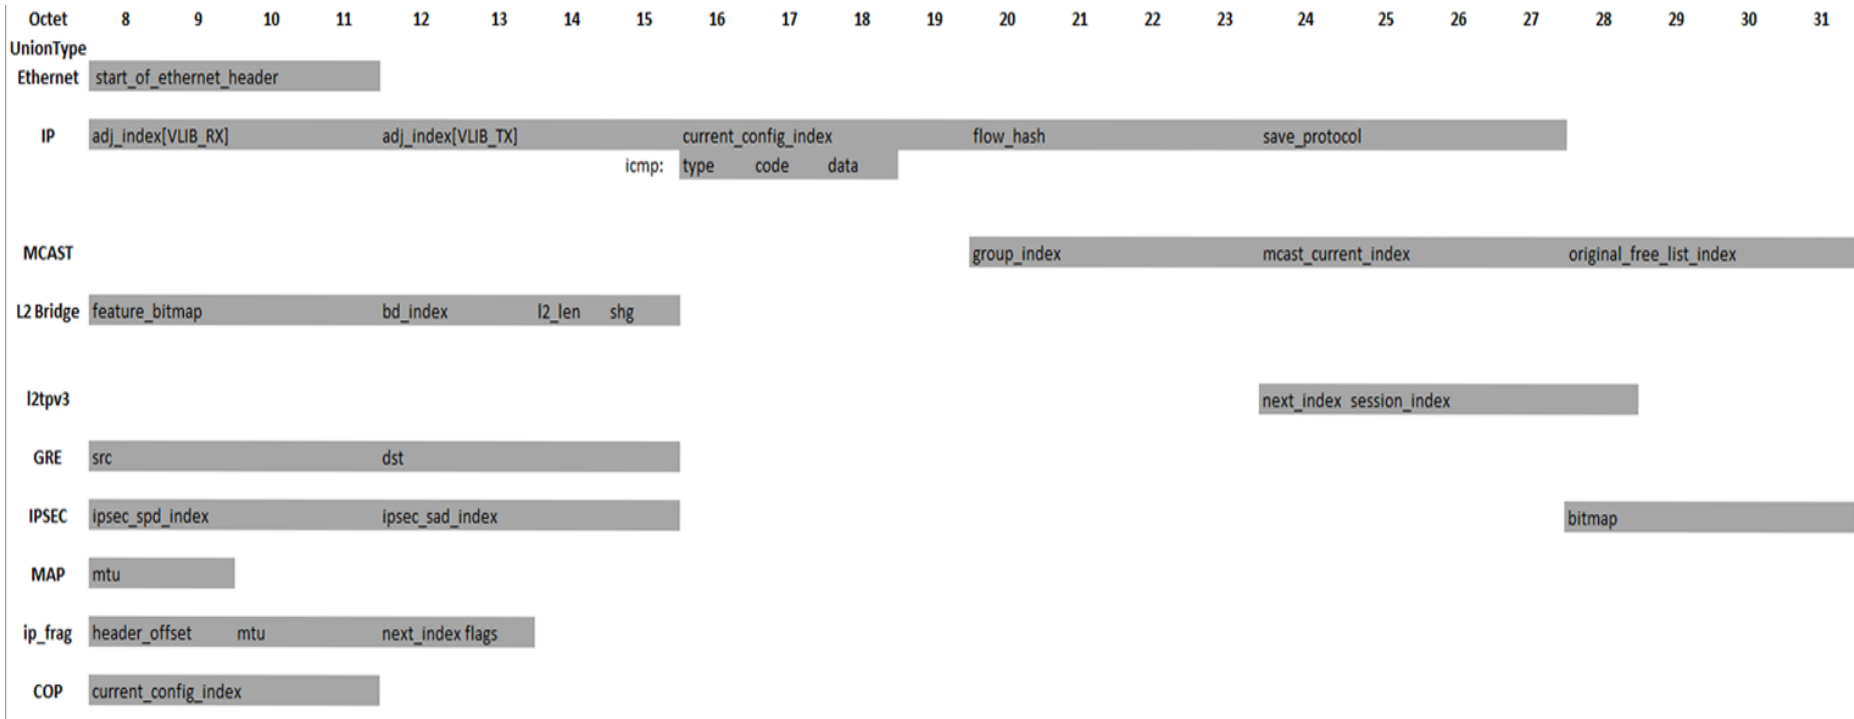 Octet 8 9 10 11 12 13 14 15 16 17 18 19 20 21 22 23 24 25 26 27 28 29 30 31
UnionType
Ethernet start_of_ethernet_header
IP adj_index[VLIB_RX] adj_index[VLIB_TX] current_config_index flow_hash save_protocol
icmp: type code data
MCAST group_index mcast_current_index original_free_list_index
L2 Bridge feature_bitmap bd_index l2_len shg
l2tpv3 next_index session_index
GRE src dst
IPSEC ipsec_spd_index ipsec_sad_index bitmap
MAP mtu
ip_frag header_offset mtu next_index flags
COP current_config_index